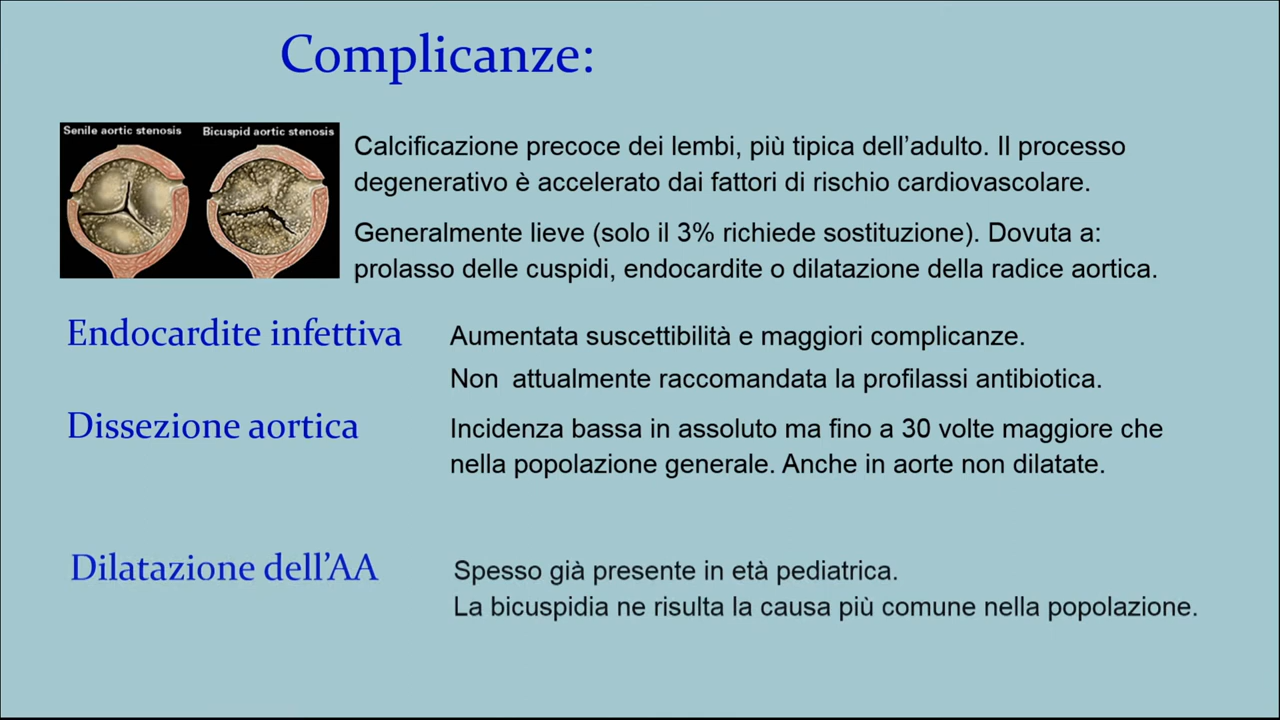 Complicanze:
Senile aortic stenosis
Bicuspid aortic stenosis
Calcificazione precoce dei lembi, più tipica dell’adulto. Il processo
degenerativo è accelerato dai fattori di rischio cardiovascolare.
Generalmente lieve (solo il 3% richiede sostituzione). Dovuta a:
prolasso delle cuspidi, endocardite o dilatazione della radice aortica.
Endocardite infettiva
Aumentata suscettibilità e maggiori complicanze.
Non attualmente raccomandata la profilassi antibiotica.
Dissezione aortica
Incidenza bassa in assoluto ma fino a 30 volte maggiore che
nella popolazione generale. Anche in aorte non dilatate.
Dilatazione dell’AA
Spesso già presente in età pediatrica.
La bicuspidia ne risulta la causa più comune nella popolazione.